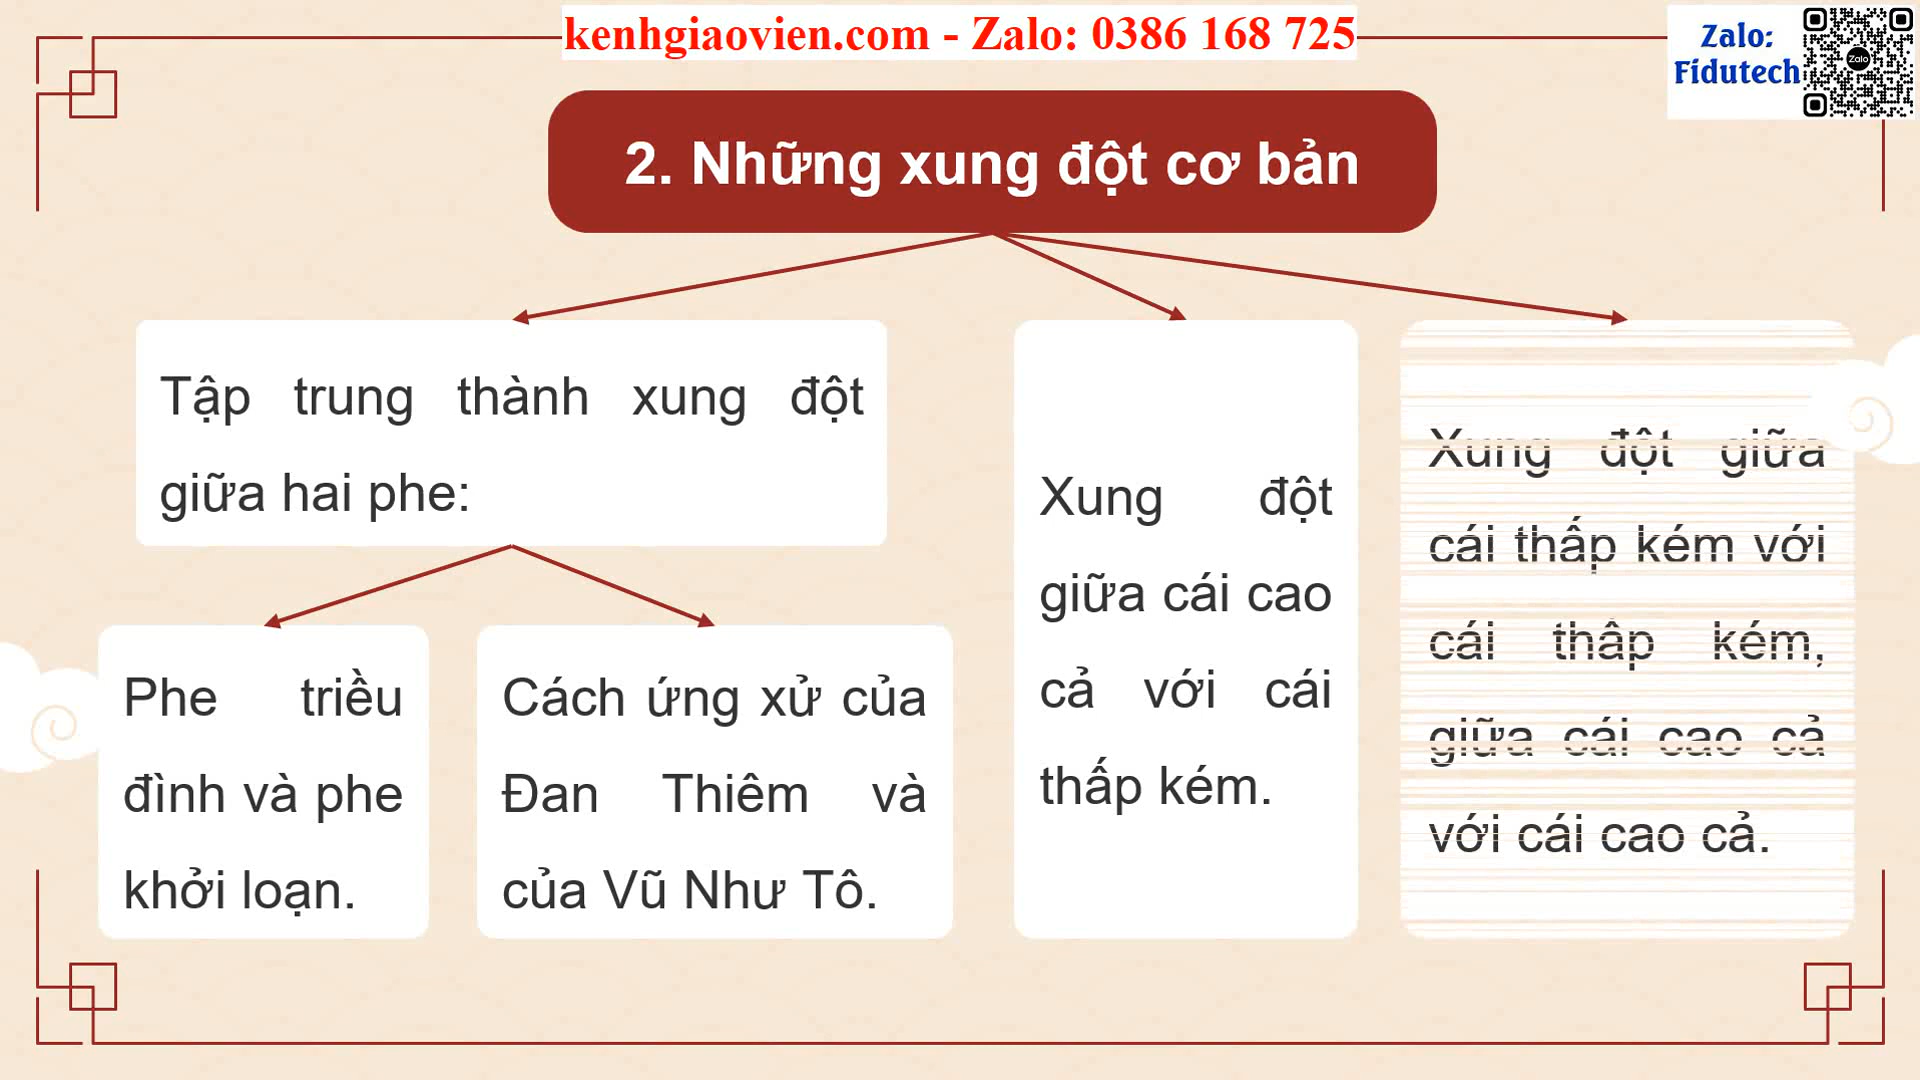 kenhgiaovien.com - Zalo: 0386 168 725
Zalo:
Fidutech
Zalo
2. Những xung đột cơ bản
Tập trung thành xung đột
giữa hai phe:
Phe triều
đình và phe
khởi loạn.
Cách ứng xử của
Đan Thiêm và
của Vũ Như Tô.
Xung đột
giữa cái cao
cả với cái
thấp kém.
Xung đột giữa
cái thấp kém với
cái thấp kém,
giữa cái cao cả
với cái cao cả.